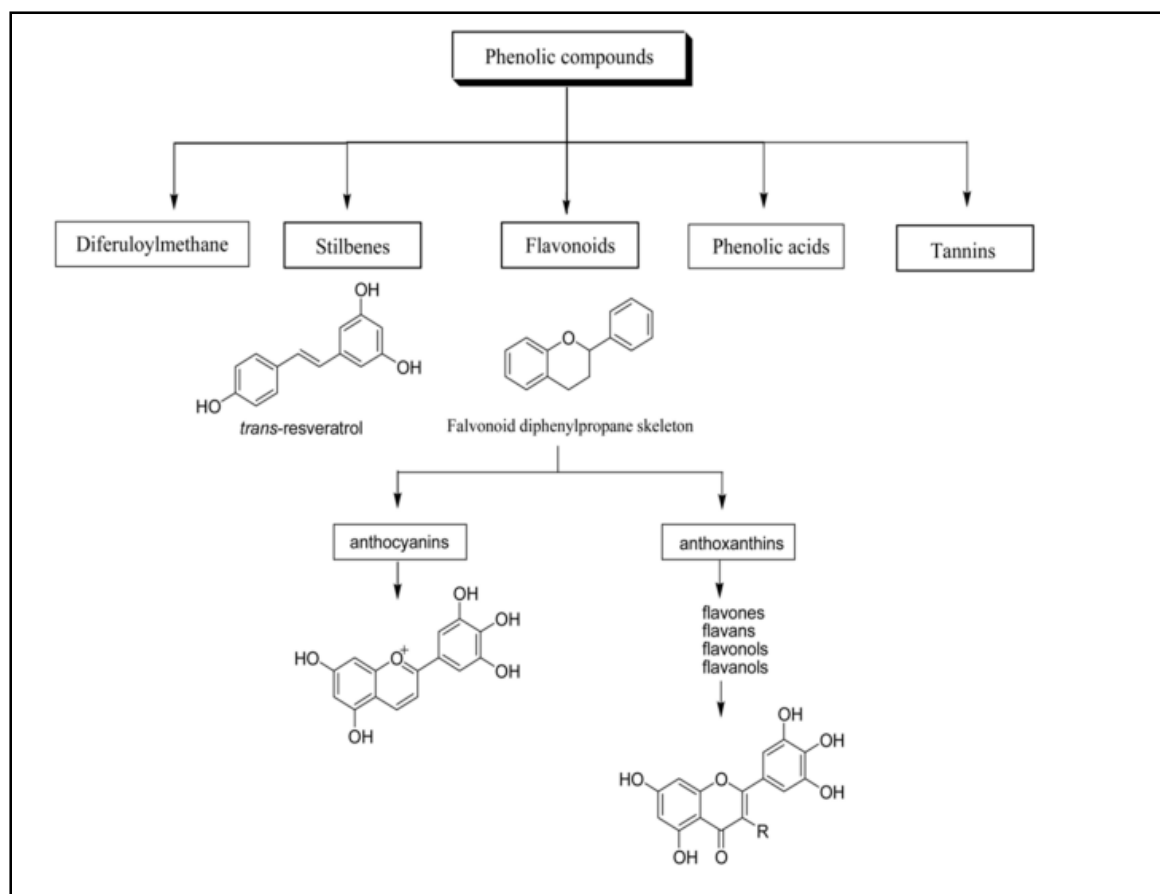 Phenolic compounds
Diferuloylmethane
Stilbenes
Flavonoids
Phenolic acids
Tannins
OH
OH
HO
trans-resveratrol
O
Falvonoid diphenylpropane skeleton
anthocyanins
anthoxanthins
OH
OH
OH
HO
O+
OH
flavones
flavans
flavonols
flavanols
OH
OH
OH
HO
O
R
OH
O